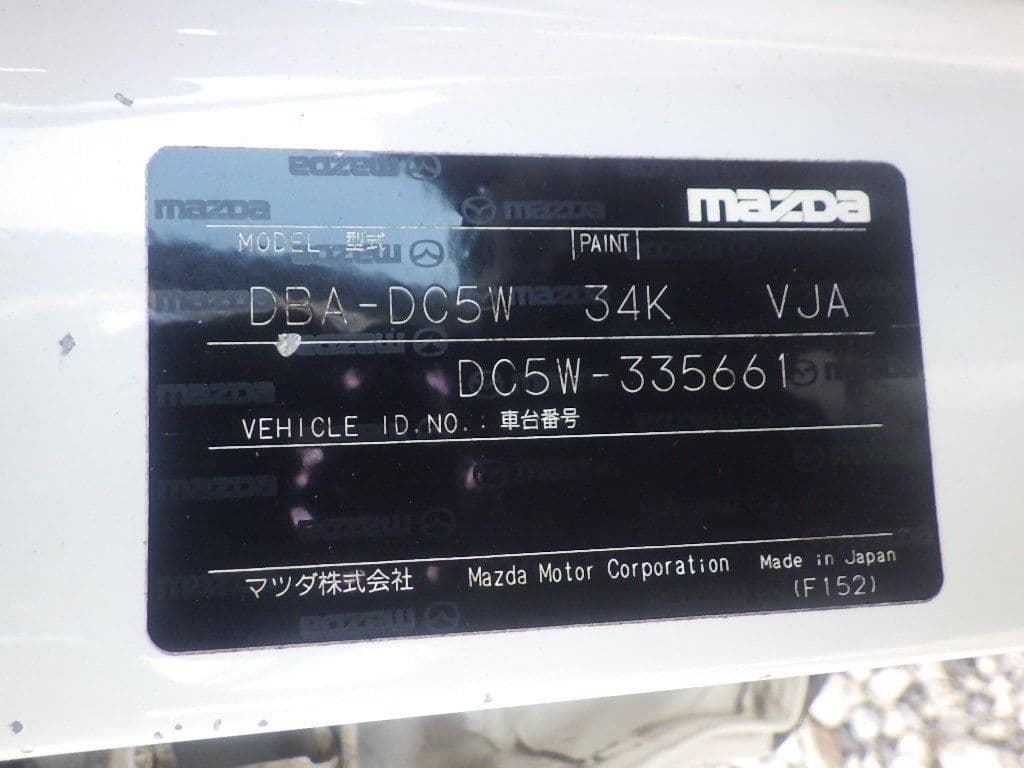 mazda
MODEL 型式 PAINT
DBA-DC5W 34K VJA
DC5W-335661
VEHICLE ID.NO.: 車台番号
マツダ株式会社 Mazda Motor Corporation Made in Japan
(F152)